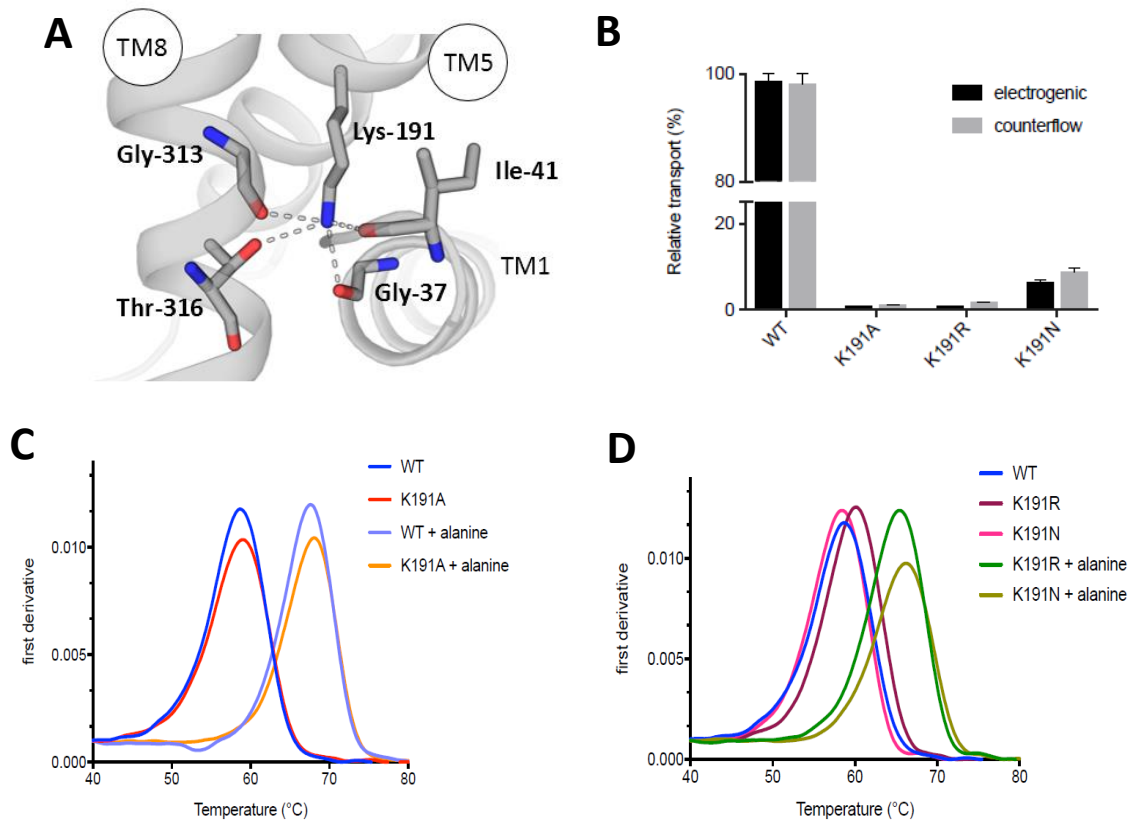 A
TM8
TM5
Lys-191
Gly-313
Ile-41
TM1
Thr-316
Gly-37
B
Relative transport (%)
100
80
20
0
electrogenic
counterflow
WT
K191A
K191R
K191N
C
WT
K191A
WT + alanine
K191A + alanine
first derivative
0.010
0.005
0.000
40
50
60
70
80
Temperature (°C)
D
WT
K191R
K191N
K191R + alanine
K191N + alanine
first derivative
0.010
0.005
0.000
40
50
60
70
80
Temperature (°C)